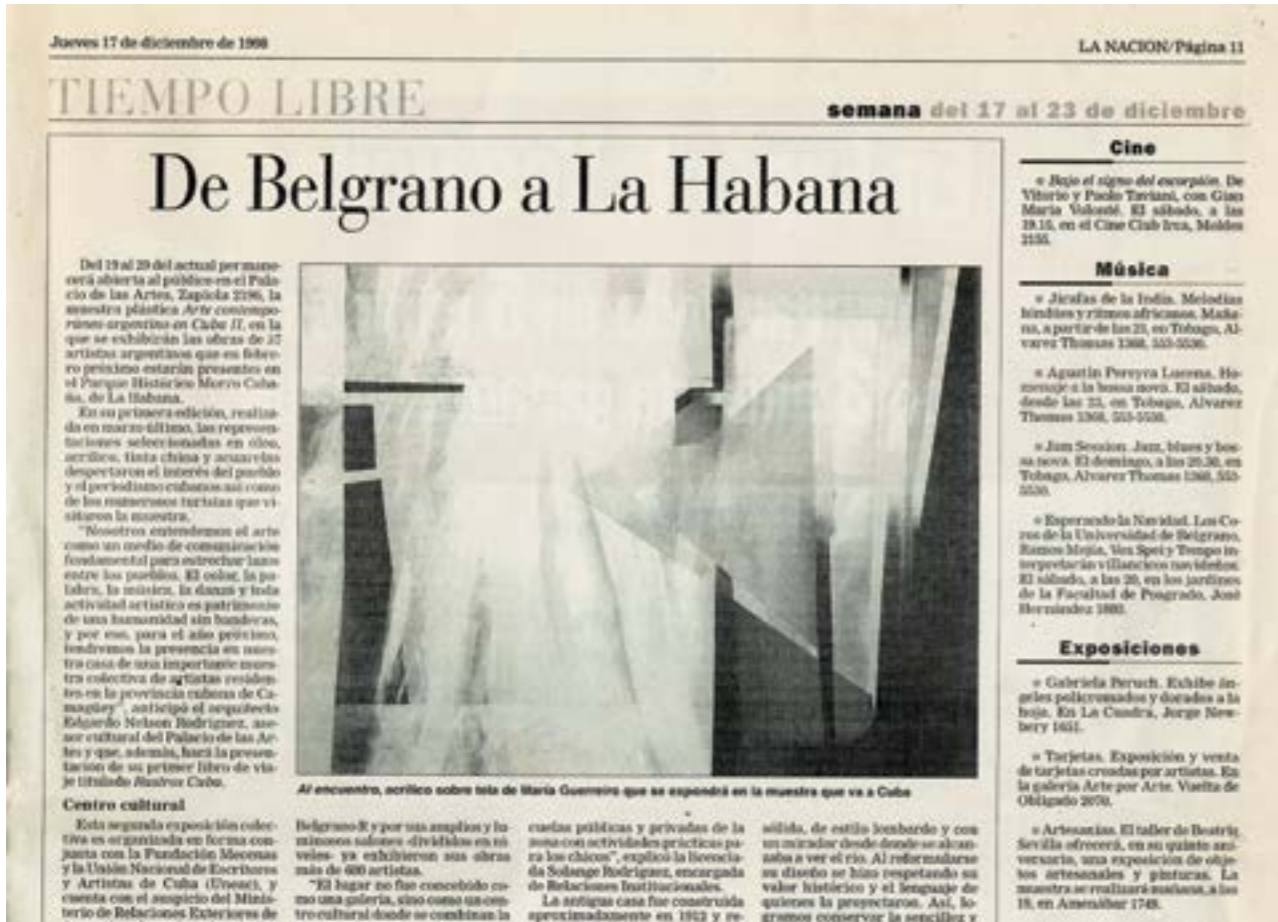 Jueves 17 de diciembre de 1998
LA NACION/Página 11
TIEMPO LIBRE
semana del 17 al 23 de diciembre
De Belgrano a La Habana
Del 19 al 29 del actual permane-
cerá abierta al público en el Pala-
cio de las Artes, Zapiola 2196, la
muestra plástica Arte contempo-
ráneo argentino en Cuba II, en la
que se exhibirán las obras de 37
artistas argentinos que en febre-
ro próximo estarán presentes en
el Parque Histórico Morro Caba-
ña, de La Habana.
En su primera edición, realiza-
da en marzo último, las represen-
taciones seleccionadas en óleo,
acrílico, tinta china y acuarelas
despertaron el interés del pueblo
y el periodismo cubanos así como
de los numerosos turistas que vi-
sitaron la muestra.
"Nosotros entendemos el arte
como un medio de comunicación
fundamental para estrechar lazos
entre los pueblos. El color, la pa-
labra, la música, la danza y toda
actividad artística es patrimonio
de una humanidad sin banderas,
y por eso, para el año próximo,
tendremos la presencia en nues-
tra casa de una importante mues-
tra colectiva de artistas residen-
tes en la provincia cubana de Ca-
magüey", anticipó el arquitecto
Edgardo Nelson Rodríguez, ase-
sor cultural del Palacio de las Ar-
tes y que, además, hará la presen-
tación de su primer libro de via-
je titulado Rostros Cuba.
Al encuentro, acrílico sobre tela de María Guerreiro que se expondrá en la muestra que va a Cuba
Centro cultural
Esta segunda exposición colec-
tiva es organizada en forma con-
junta con la Fundación Mecenas
y la Unión Nacional de Escritores
y Artistas de Cuba (Uneac), y
cuenta con el auspicio del Minis-
terio de Relaciones Exteriores de
Belgrano R y por sus amplios y lu-
minosos salones -divididos en
niveles- ya exhibieron sus obras
más de 600 artistas.
"El lugar no fue concebido co-
mo una galería, sino como un cen-
tro cultural donde se combinan la
cuelas públicas y privadas de la
zona con actividades prácticas pa-
ra los chicos", explicó la licencia-
da Solange Rodríguez, encargada
de Relaciones Institucionales.
La antigua casa fue construida
aproximadamente en 1912 y re-
sólida, de estilo lombardo y con
un mirador desde donde se alcan-
zaba a ver el río. Al reformularse
su diseño se hizo respetando su
valor histórico y el lenguaje de
quienes la proyectaron. Así, lo-
gramos conservar la sencillez y
Cine
Bajo el signo del escorpión. De
Vittorio y Paolo Taviani, con Gian
Maria Volonté. El sábado, a las
19.15, en el Cine Club Moldes
2155.
Música
Jirafas de la India. Melodías
hindúes y ritmos africanos. Maña-
na, a partir de las 23, en Tobago, Al-
varez Thomas 1368, 553-5530.
Agustín Pereyra Lucena. Ho-
menaje a la bossa nova. El sábado,
desde las 23, en Tobago, Alvarez
Thomas 1368, 553-5530.
Jam Session. Jazz, blues y bos-
sa nova. El domingo, a las 20.30, en
Tobago, Alvarez Thomas 1368, 553-
5530.
Esperando la Navidad. Los Co-
ros de la Universidad de Belgrano,
Ramos Mejía, Vox Spei y Tempo in-
terpretarán villancicos navideños.
El sábado, a las 20, en los jardines
de la Facultad de Posgrado, José
Hernández 1880.
Exposiciones
Gabriela Peruch. Exhibe án-
geles policromados y dorados a la
hoja. En La Cuadra, Jorge New-
bery 1651.
Tarjetas. Exposición y venta
de tarjetas creadas por artistas. En
la galería Arte por Arte. Vuelta de
Obligado 2070.
Artesanías. El taller de Beatriz
Sevilla ofrecerá, en su quinto ani-
versario, una exposición de obje-
tos artesanales y pinturas. La
muestra se realizará mañana, a las
19, en Amenábar 1749.